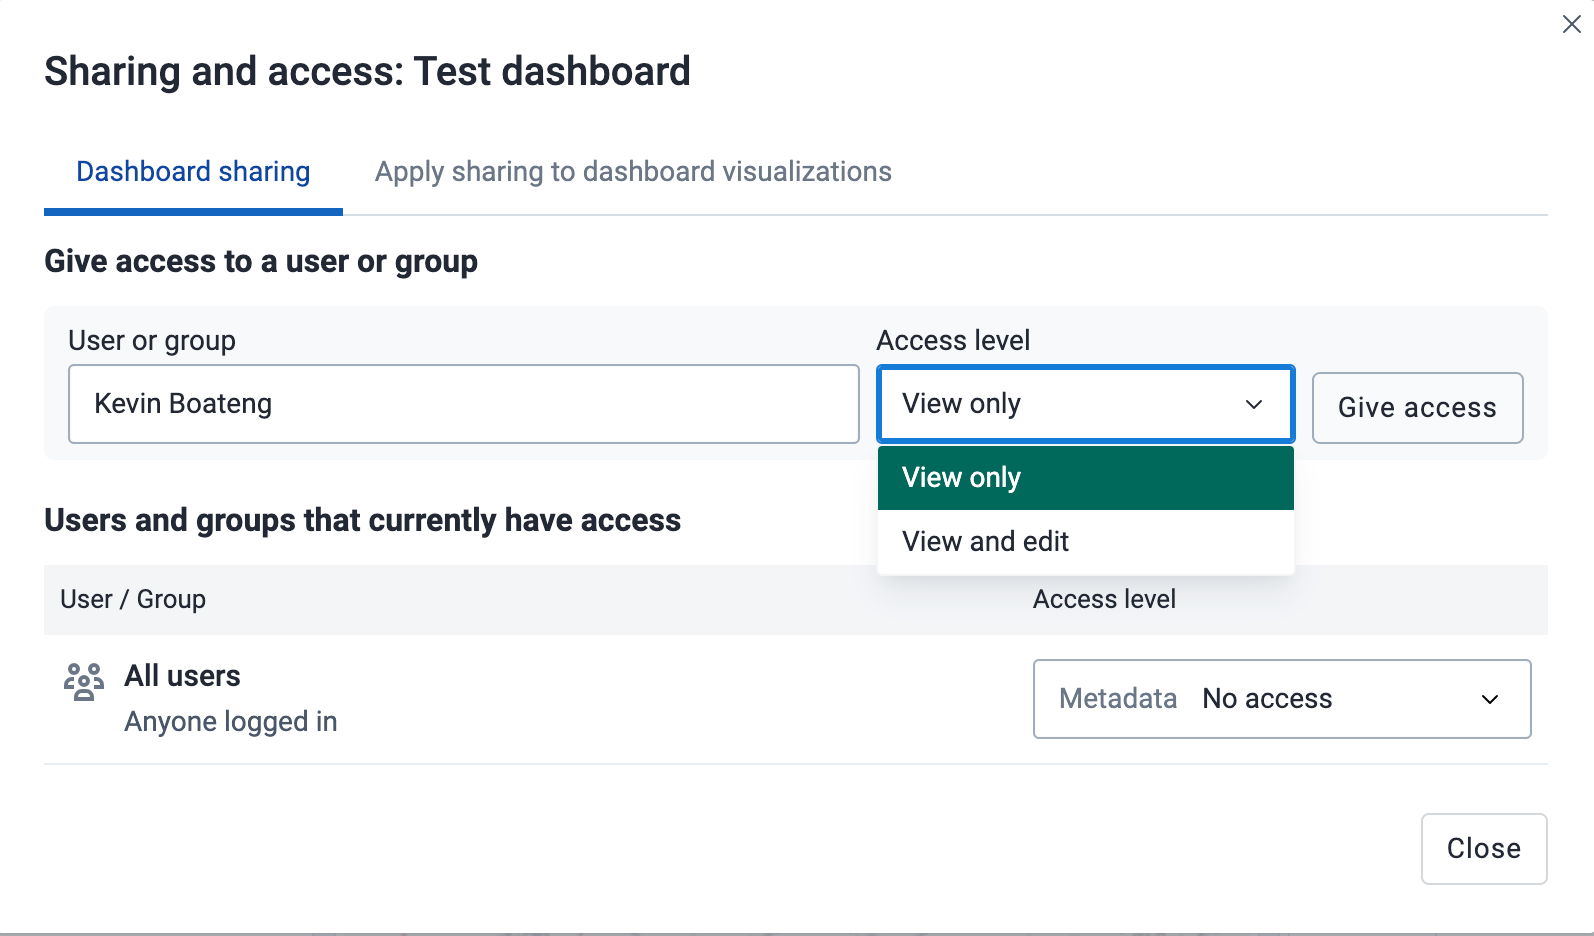 Sharing and access: Test dashboard
Dashboard sharing
Apply sharing to dashboard visualizations
Give access to a user or group
User or group
Access level
Kevin Boateng
View only
Give access
View only
View and edit
Users and groups that currently have access
User / Group
Access level
All users
Anyone logged in
Metadata No access
Close